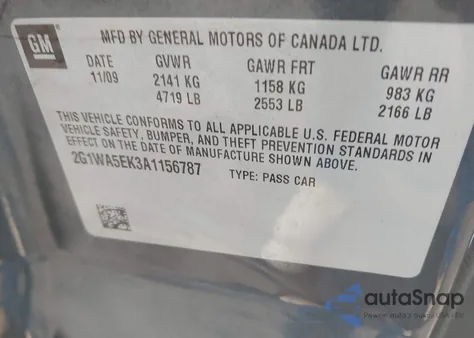 GM
MFD BY GENERAL MOTORS OF CANADA LTD.
DATE GVWR GAWR FRT GAWR RR
11/09 2141 KG 1158 KG 983 KG
4719 LB 2553 LB 2166 LB
THIS VEHICLE CONFORMS TO ALL APPLICABLE U.S. FEDERAL MOTOR
VEHICLE SAFETY, BUMPER, AND THEFT PREVENTION STANDARDS IN
EFFECT ON THE DATE OF MANUFACTURE SHOWN ABOVE.
2G1WA5EK3A1156787 TYPE: PASS CAR
autoSnap